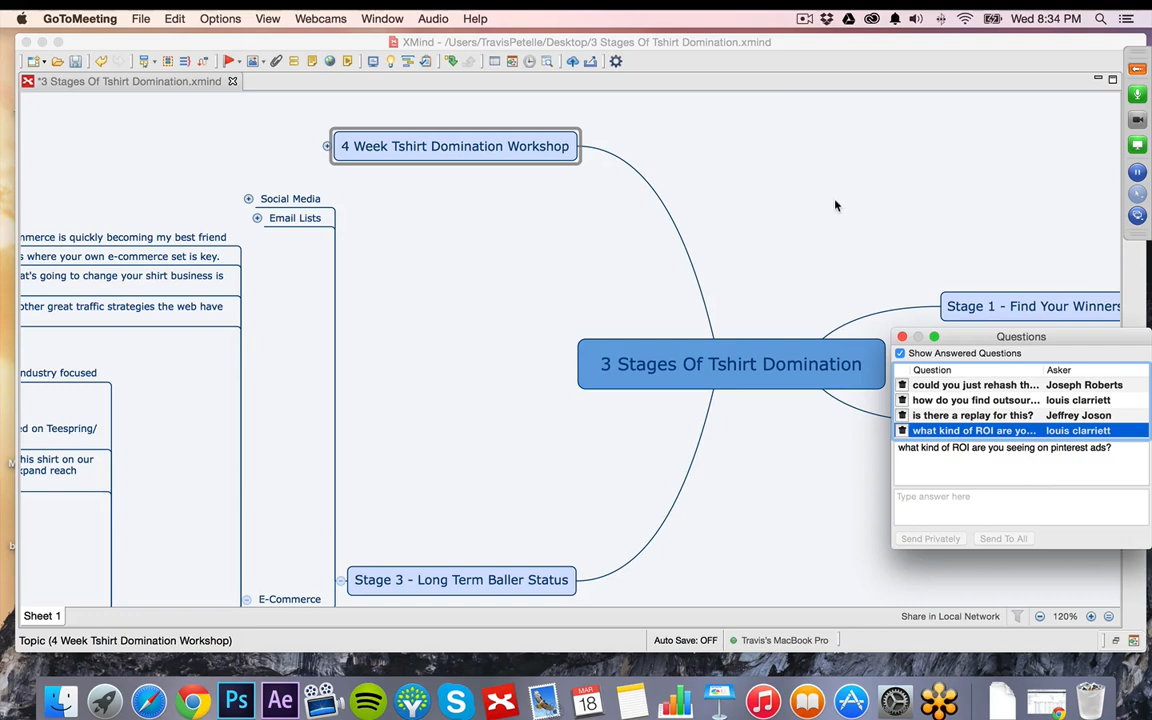 GoToMeeting File Edit Options View Webcams Window Audio Help Wed 8:34 PM
XMind - /Users/TravisPetelle/Desktop/3 Stages Of Tshirt Domination.xmind
*3 Stages Of Tshirt Domination.xmind
4 Week Tshirt Domination Workshop
Social Media
Email Lists
mmerce is quickly becoming my best friend
s where your own e-commerce set is key.
at's going to change your shirt business is
other great traffic strategies the web have
ndustry focused
ed on Teespring/
his shirt on our
xpand reach
3 Stages Of Tshirt Domination
Stage 1 - Find Your Winners
Stage 3 - Long Term Baller Status
E-Commerce
Questions
Show Answered Questions
Question Asker
could you just rehash th... Joseph Roberts
how do you find outsour... louis clarriett
is there a replay for this? Jeffrey Joson
what kind of ROI are yo... louis clarriett
what kind of ROI are you seeing on pinterest ads?
Type answer here
Send Privately Send To All
Sheet 1 Share in Local Network 120%
Topic (4 Week Tshirt Domination Workshop) Auto Save: OFF Travis's MacBook Pro
Ps Ae MAR 18